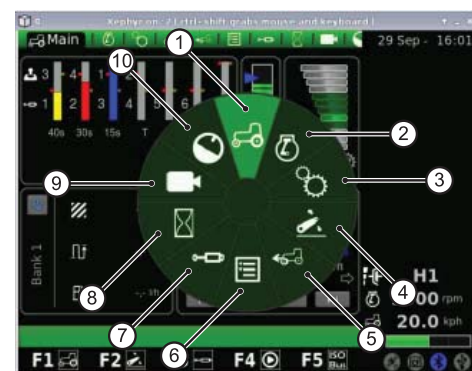 Xephyr on :2 (ctrl+shift grabs mouse and keyboard)
Main
29 Sep - 16:01
1
10
2
3 4 1 2
1 2 3 4 5 6
40s 30s 15s T
3
9
8
Bank 1
4
H1
00 rpm
7
6
5
20.0 kph
F1 F2 F4 F5 ISO